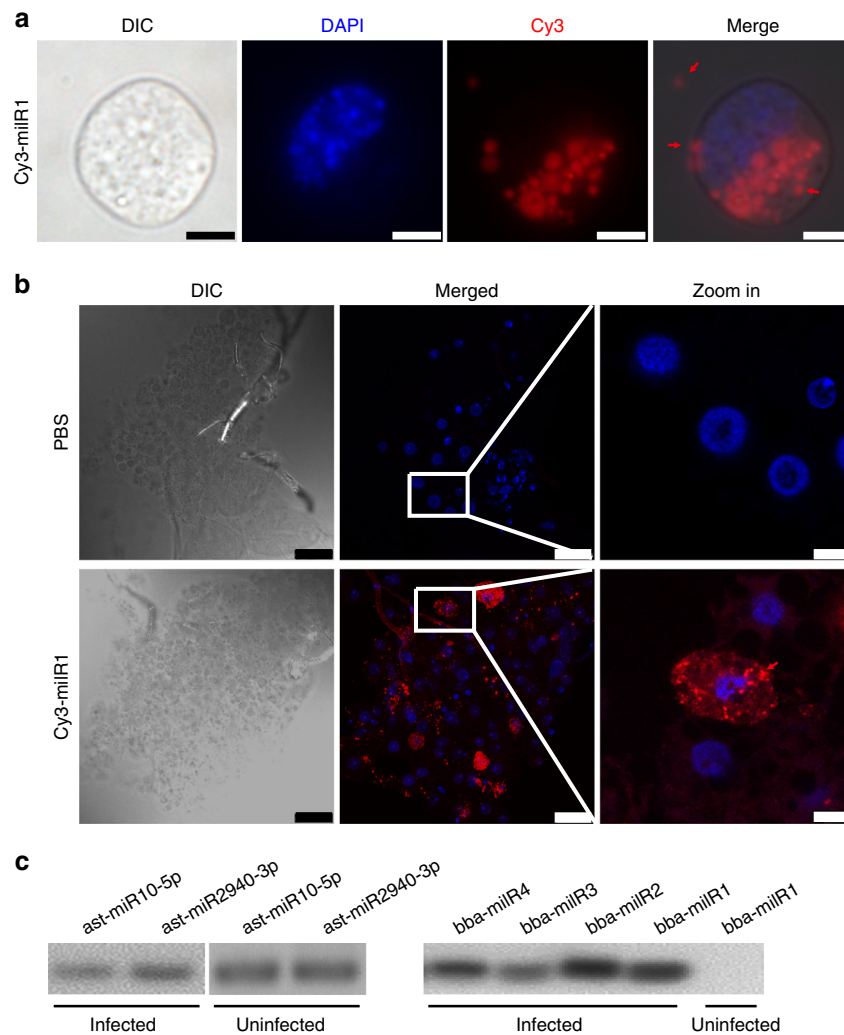 a
DIC
DAPI
Cy3
Merge
Cy3-milR1
b
DIC
Merged
Zoom in
PBS
Cy3-milR1
c
ast-miR10-5p
ast-miR2940-3p
ast-miR10-5p
ast-miR2940-3p
bba-milR4
bba-milR3
bba-milR2
bba-milR1
bba-milR1
Infected
Uninfected
Infected
Uninfected